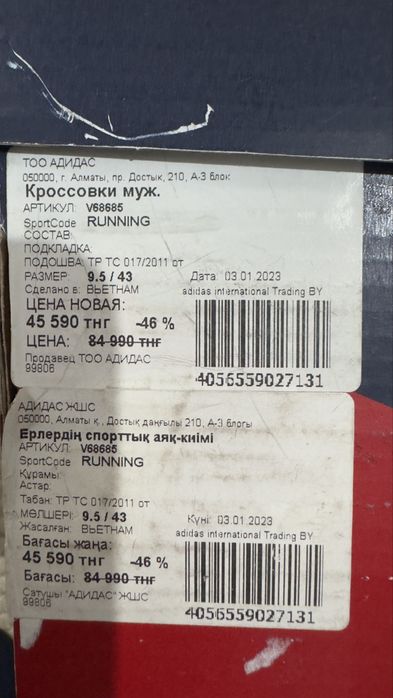 ТОО АДИДАС
050000, г. Алматы, пр. Достык, 210, А-3 блок
Кроссовки муж.
АРТИКУЛ: V68685
SportCode RUNNING
СОСТАВ:
ПОДКЛАДКА:
ПОДОШВА: ТР ТС 017/2011 от
РАЗМЕР: 9.5 / 43 Дата: 03.01.2023
Сделано в: ВЬЕТНАМ adidas international Trading BV
ЦЕНА НОВАЯ:
45 590 тнг -46 %
ЦЕНА: 84 990 тнг
Продавец ТОО АДИДАС
99806
4056559027131
АДИДАС ЖШС
050000, Алматы қ., Достық даңғылы 210, А-3 блогы
Ерлердің спорттық аяқ-киімі
АРТИКУЛ: V68685
SportCode RUNNING
Құрамы:
Астар:
Табан: ТР ТС 017/2011 от
МӨЛШЕРІ: 9.5 / 43 Күні: 03.01.2023
Жасалған: ВЬЕТНАМ adidas international Trading BV
Бағасы жаңа:
45 590 тнг -46 %
Бағасы: 84 990 тнг
Сатушы "АДИДАС" ЖШС
99806
4056559027131